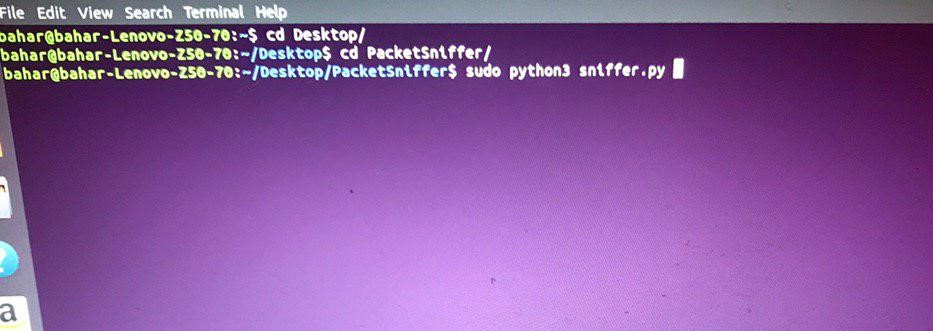 File Edit View Search Terminal Help
bahar@bahar-Lenovo-Z50-70:~$ cd Desktop/
bahar@bahar-Lenovo-Z50-70:~/Desktop$ cd PacketSniffer/
bahar@bahar-Lenovo-Z50-70:~/Desktop/PacketSniffer$ sudo python3 sniffer.py
?
a